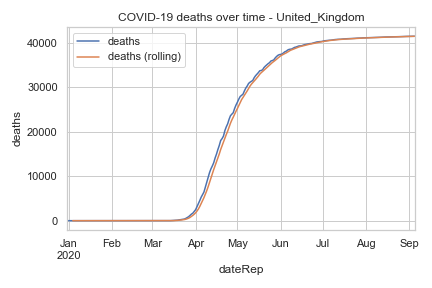 COVID-19 deaths over time - United_Kingdom
deaths
deaths (rolling)
40000
30000
20000
10000
0
deaths
Jan Feb Mar Apr May Jun Jul Aug Sep
2020
dateRep